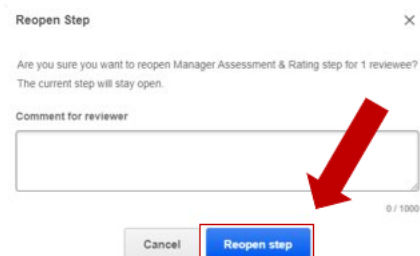 Reopen Step
Are you sure you want to reopen Manager Assessment & Rating step for 1 reviewee?
The current step will stay open.
Comment for reviewer
0 / 1000
Cancel
Reopen step